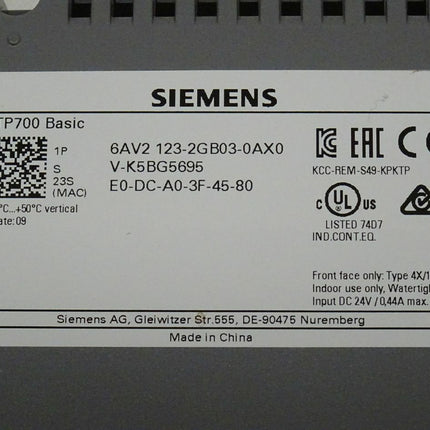 SIEMENS
TP700 Basic
1P 6AV2 123-2GB03-0AX0
S V-K5BG5695
23S E0-DC-A0-3F-45-80
(MAC)
°C...+50°C vertical
ate: 09
KCC-REM-S49-KPKTP
EAC
C UL US
LISTED 74D7
IND.CONT.EQ.
Front face only: Type 4X/1
Indoor use only, Watertigh
Input DC 24V / 0,44A max.
Siemens AG, Gleiwitzer Str.555, DE-90475 Nuremberg
Made in China